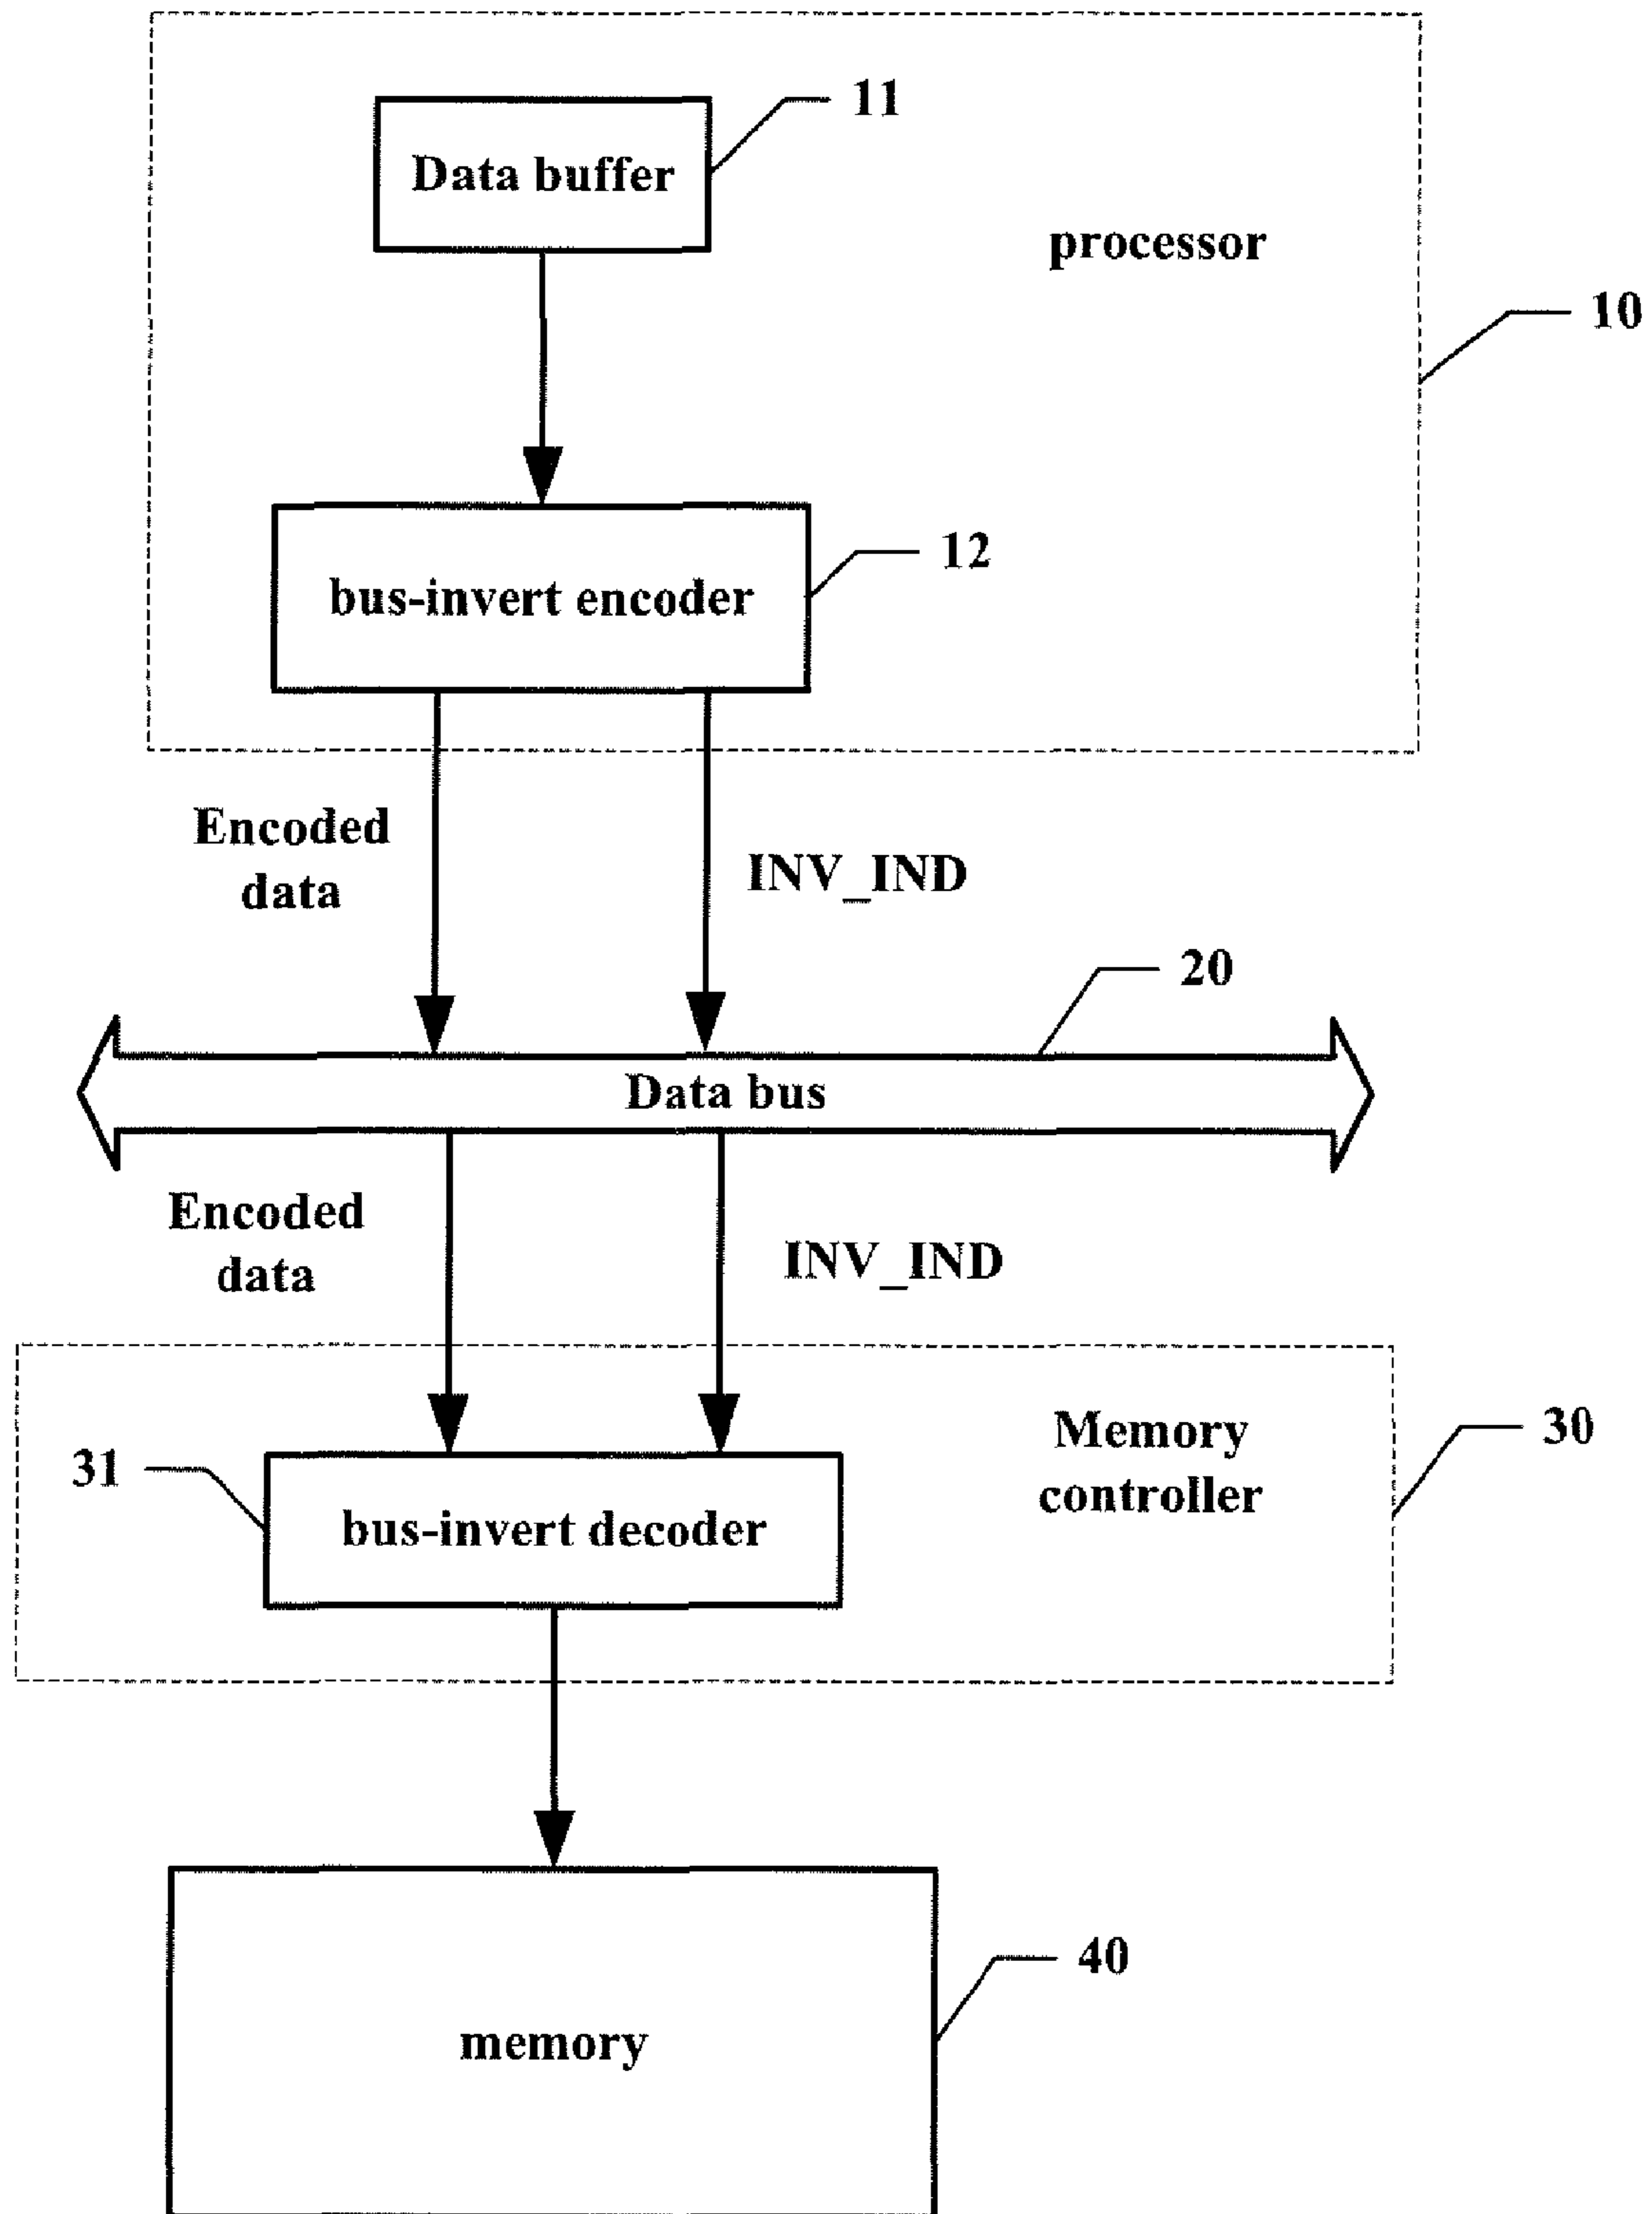 11
Data buffer
processor
10
12
bus-invert encoder
Encoded
data
INV_IND
20
Data bus
Encoded
data
INV_IND
Memory
controller
30
31
bus-invert decoder
40
memory